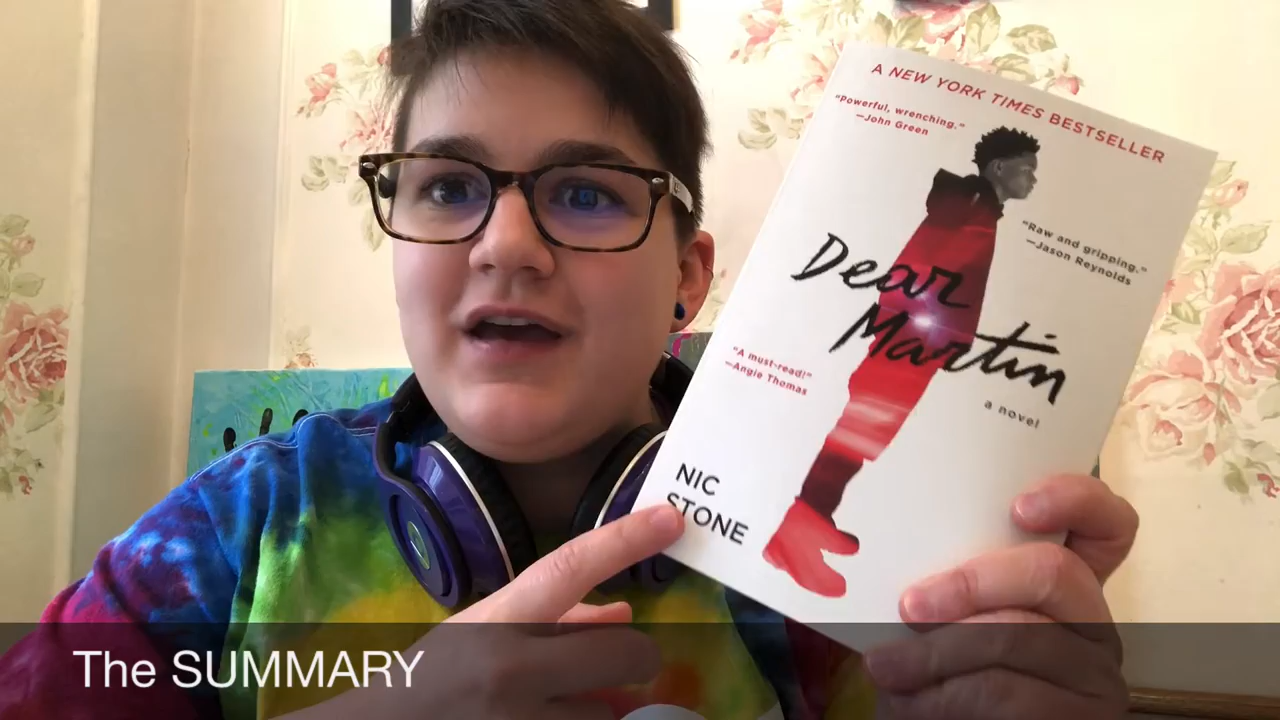 A NEW YORK TIMES BESTSELLER
"Powerful, wrenching."
—John Green
"Raw and gripping."
—Jason Reynolds
Dear
Martin
"A must-read!"
—Angie Thomas
a novel
NIC
STONE
The SUMMARY